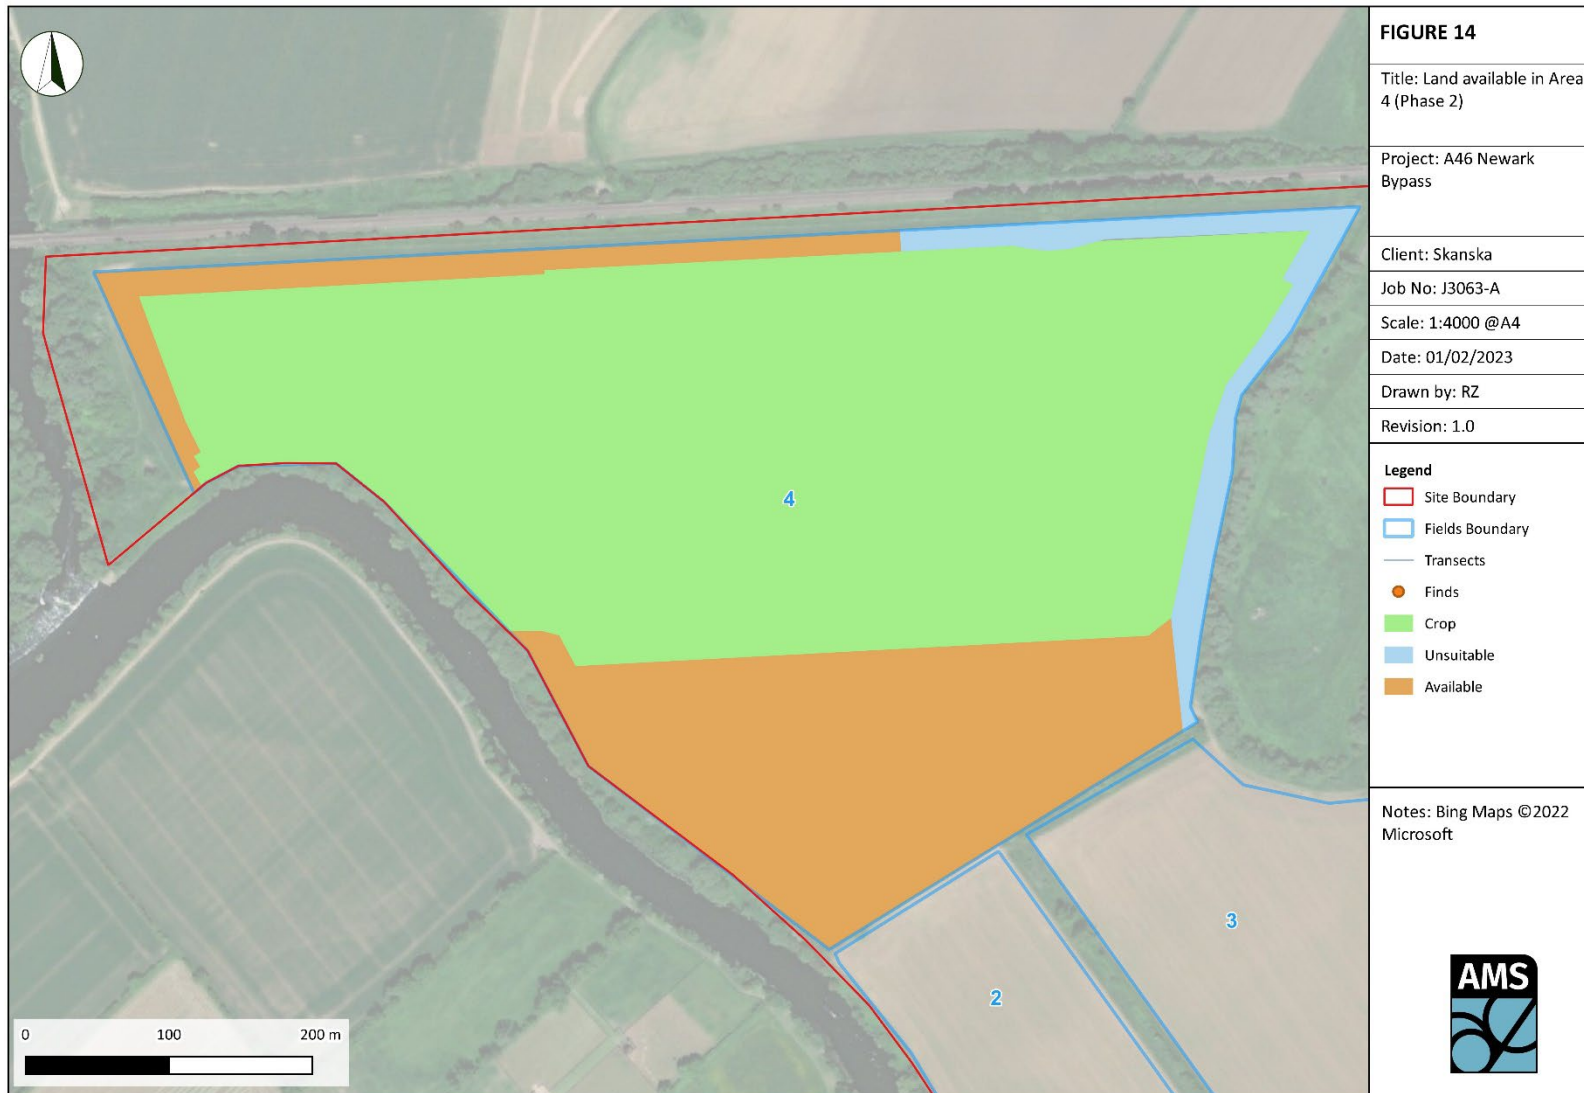 FIGURE 14
Title: Land available in Area
4 (Phase 2)
Project: A46 Newark
Bypass
Client: Skanska
Job No: J3063-A
Scale: 1:4000 @A4
Date: 01/02/2023
Drawn by: RZ
Revision: 1.0
Legend
Site Boundary
Fields Boundary
Transects
Finds
Crop
Unsuitable
Available
Notes: Bing Maps ©2022
Microsoft
AMS
4
3
2
0 100 200 m